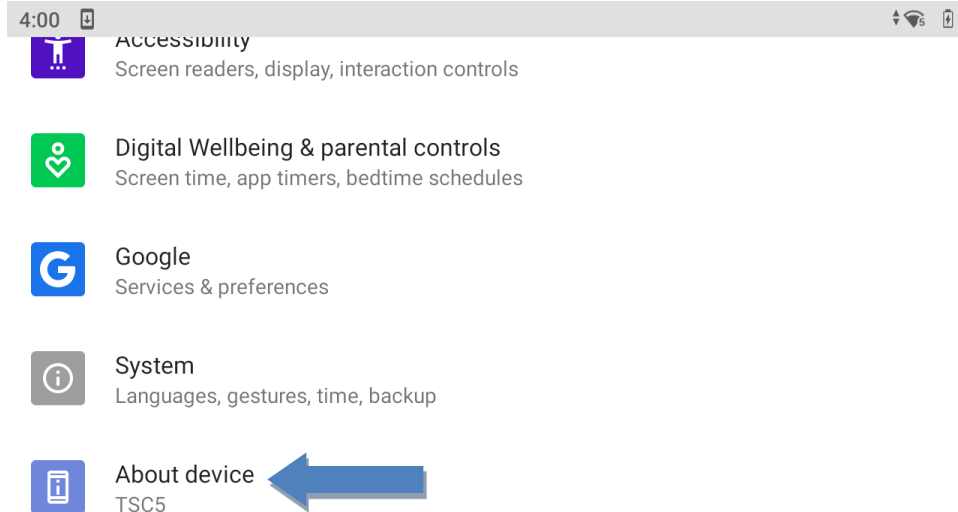 4:00
5
Accessibility
Screen readers, display, interaction controls
Digital Wellbeing & parental controls
Screen time, app timers, bedtime schedules
Google
Services & preferences
System
Languages, gestures, time, backup
About device
TSC5